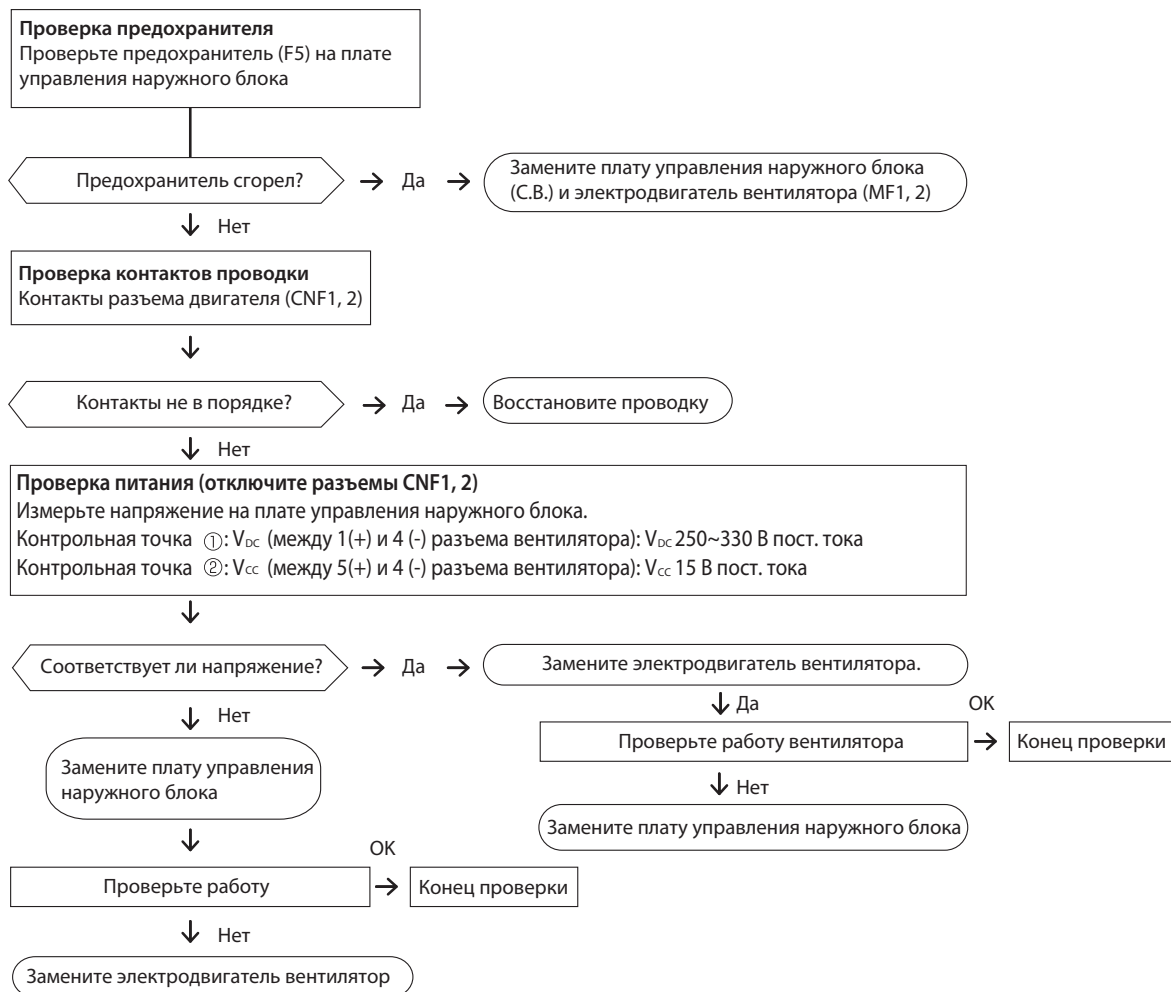 Проверка предохранителя
Проверьте предохранитель (F5) на плате
управления наружного блока
Предохранитель сгорел?
Да
Замените плату управления наружного блока
(C.B.) и электродвигатель вентилятора (MF1, 2)
Нет
Проверка контактов проводки
Контакты разъема двигателя (CNF1, 2)
Контакты не в порядке?
Да
Восстановите проводку
Нет
Проверка питания (отключите разъемы CNF1, 2)
Измерьте напряжение на плате управления наружного блока.
Контрольная точка ①: VDC (между 1(+) и 4 (-) разъема вентилятора): VDC 250~330 В пост. тока
Контрольная точка ②: Vcc (между 5(+) и 4 (-) разъема вентилятора): Vcc 15 В пост. тока
Соответствует ли напряжение?
Да
Замените электродвигатель вентилятора.
Да
OK
Проверьте работу вентилятора
Конец проверки
Нет
Замените плату управления наружного блока
Нет
Замените плату управления
наружного блока
OK
Проверьте работу
Конец проверки
Нет
Замените электродвигатель вентилятор